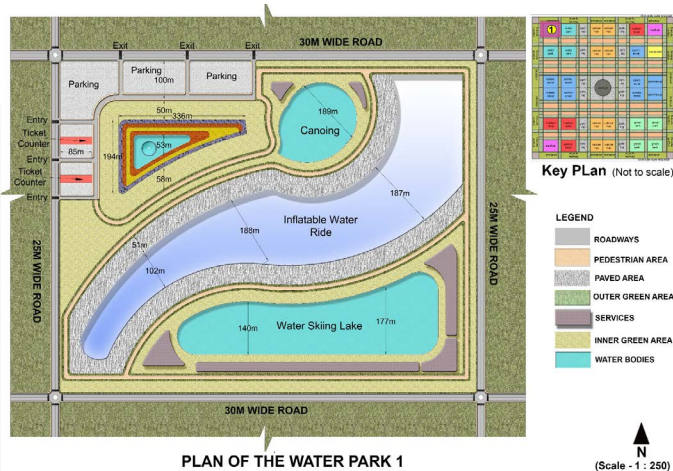 30M WIDE ROAD
Exit
Exit
Exit
Parking
Parking
100m
Parking
50m
336m
189m
Canoing
Entry
Ticket
Counter
85m
Entry
Ticket
Counter
Entry
194m
53m
58m
187m
188m
Inflatable Water
Ride
51m
102m
25M WIDE ROAD
25M WIDE ROAD
140m
Water Skiing Lake
177m
30M WIDE ROAD
PLAN OF THE WATER PARK 1
1
Key PLan (Not to scale)
LEGEND
ROADWAYS
PEDESTRIAN AREA
PAVED AREA
OUTER GREEN AREA
SERVICES
INNER GREEN AREA
WATER BODIES
N
(Scale - 1 : 250)